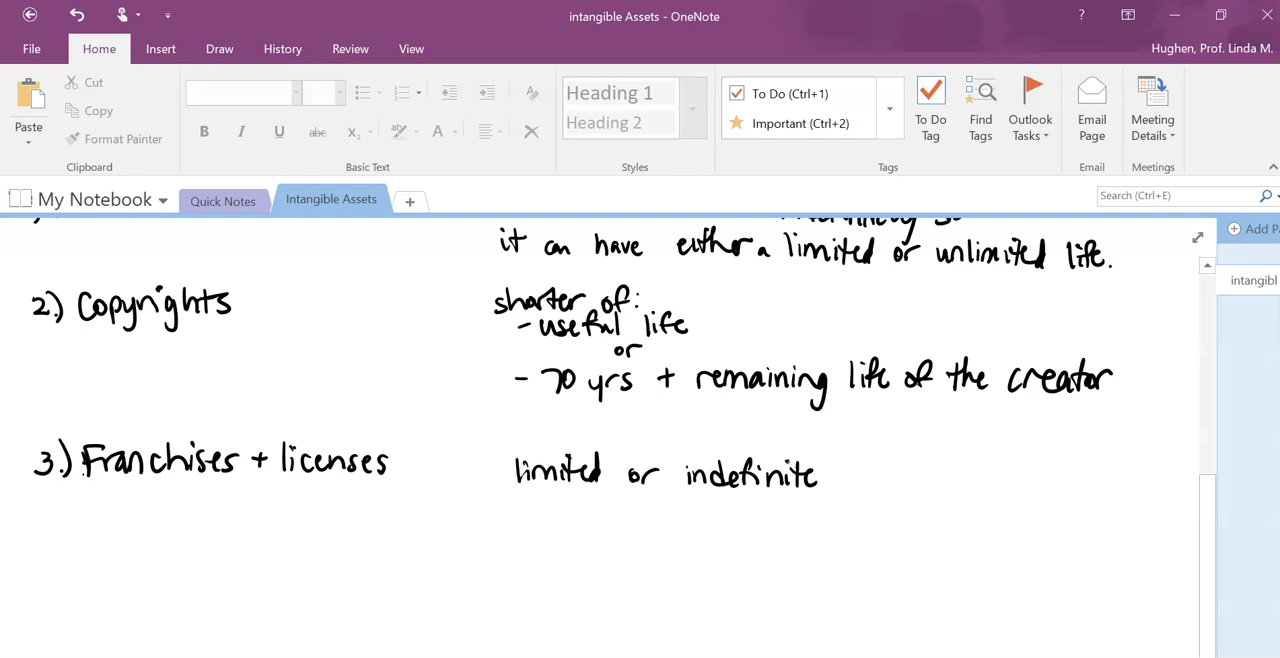 intangible Assets - OneNote
?
File
Home
Insert
Draw
History
Review
View
Hughen, Prof. Linda M.
Paste
Cut
Copy
Format Painter
Clipboard
B I U abc X₂ A
Basic Text
Heading 1
Heading 2
Styles
To Do (Ctrl+1)
Important (Ctrl+2)
To Do Tag
Find Tags
Outlook Tasks
Tags
Email Page
Email
Meeting Details
Meetings
My Notebook
Quick Notes
Intangible Assets
+
Search (Ctrl+E)
Add Pa
intangibl
it can have either a limited or unlimited life.
2.) Copyrights
shorter of:
- useful life
or
- 70 yrs + remaining life of the creator
3.) Franchises + licenses
limited or indefinite